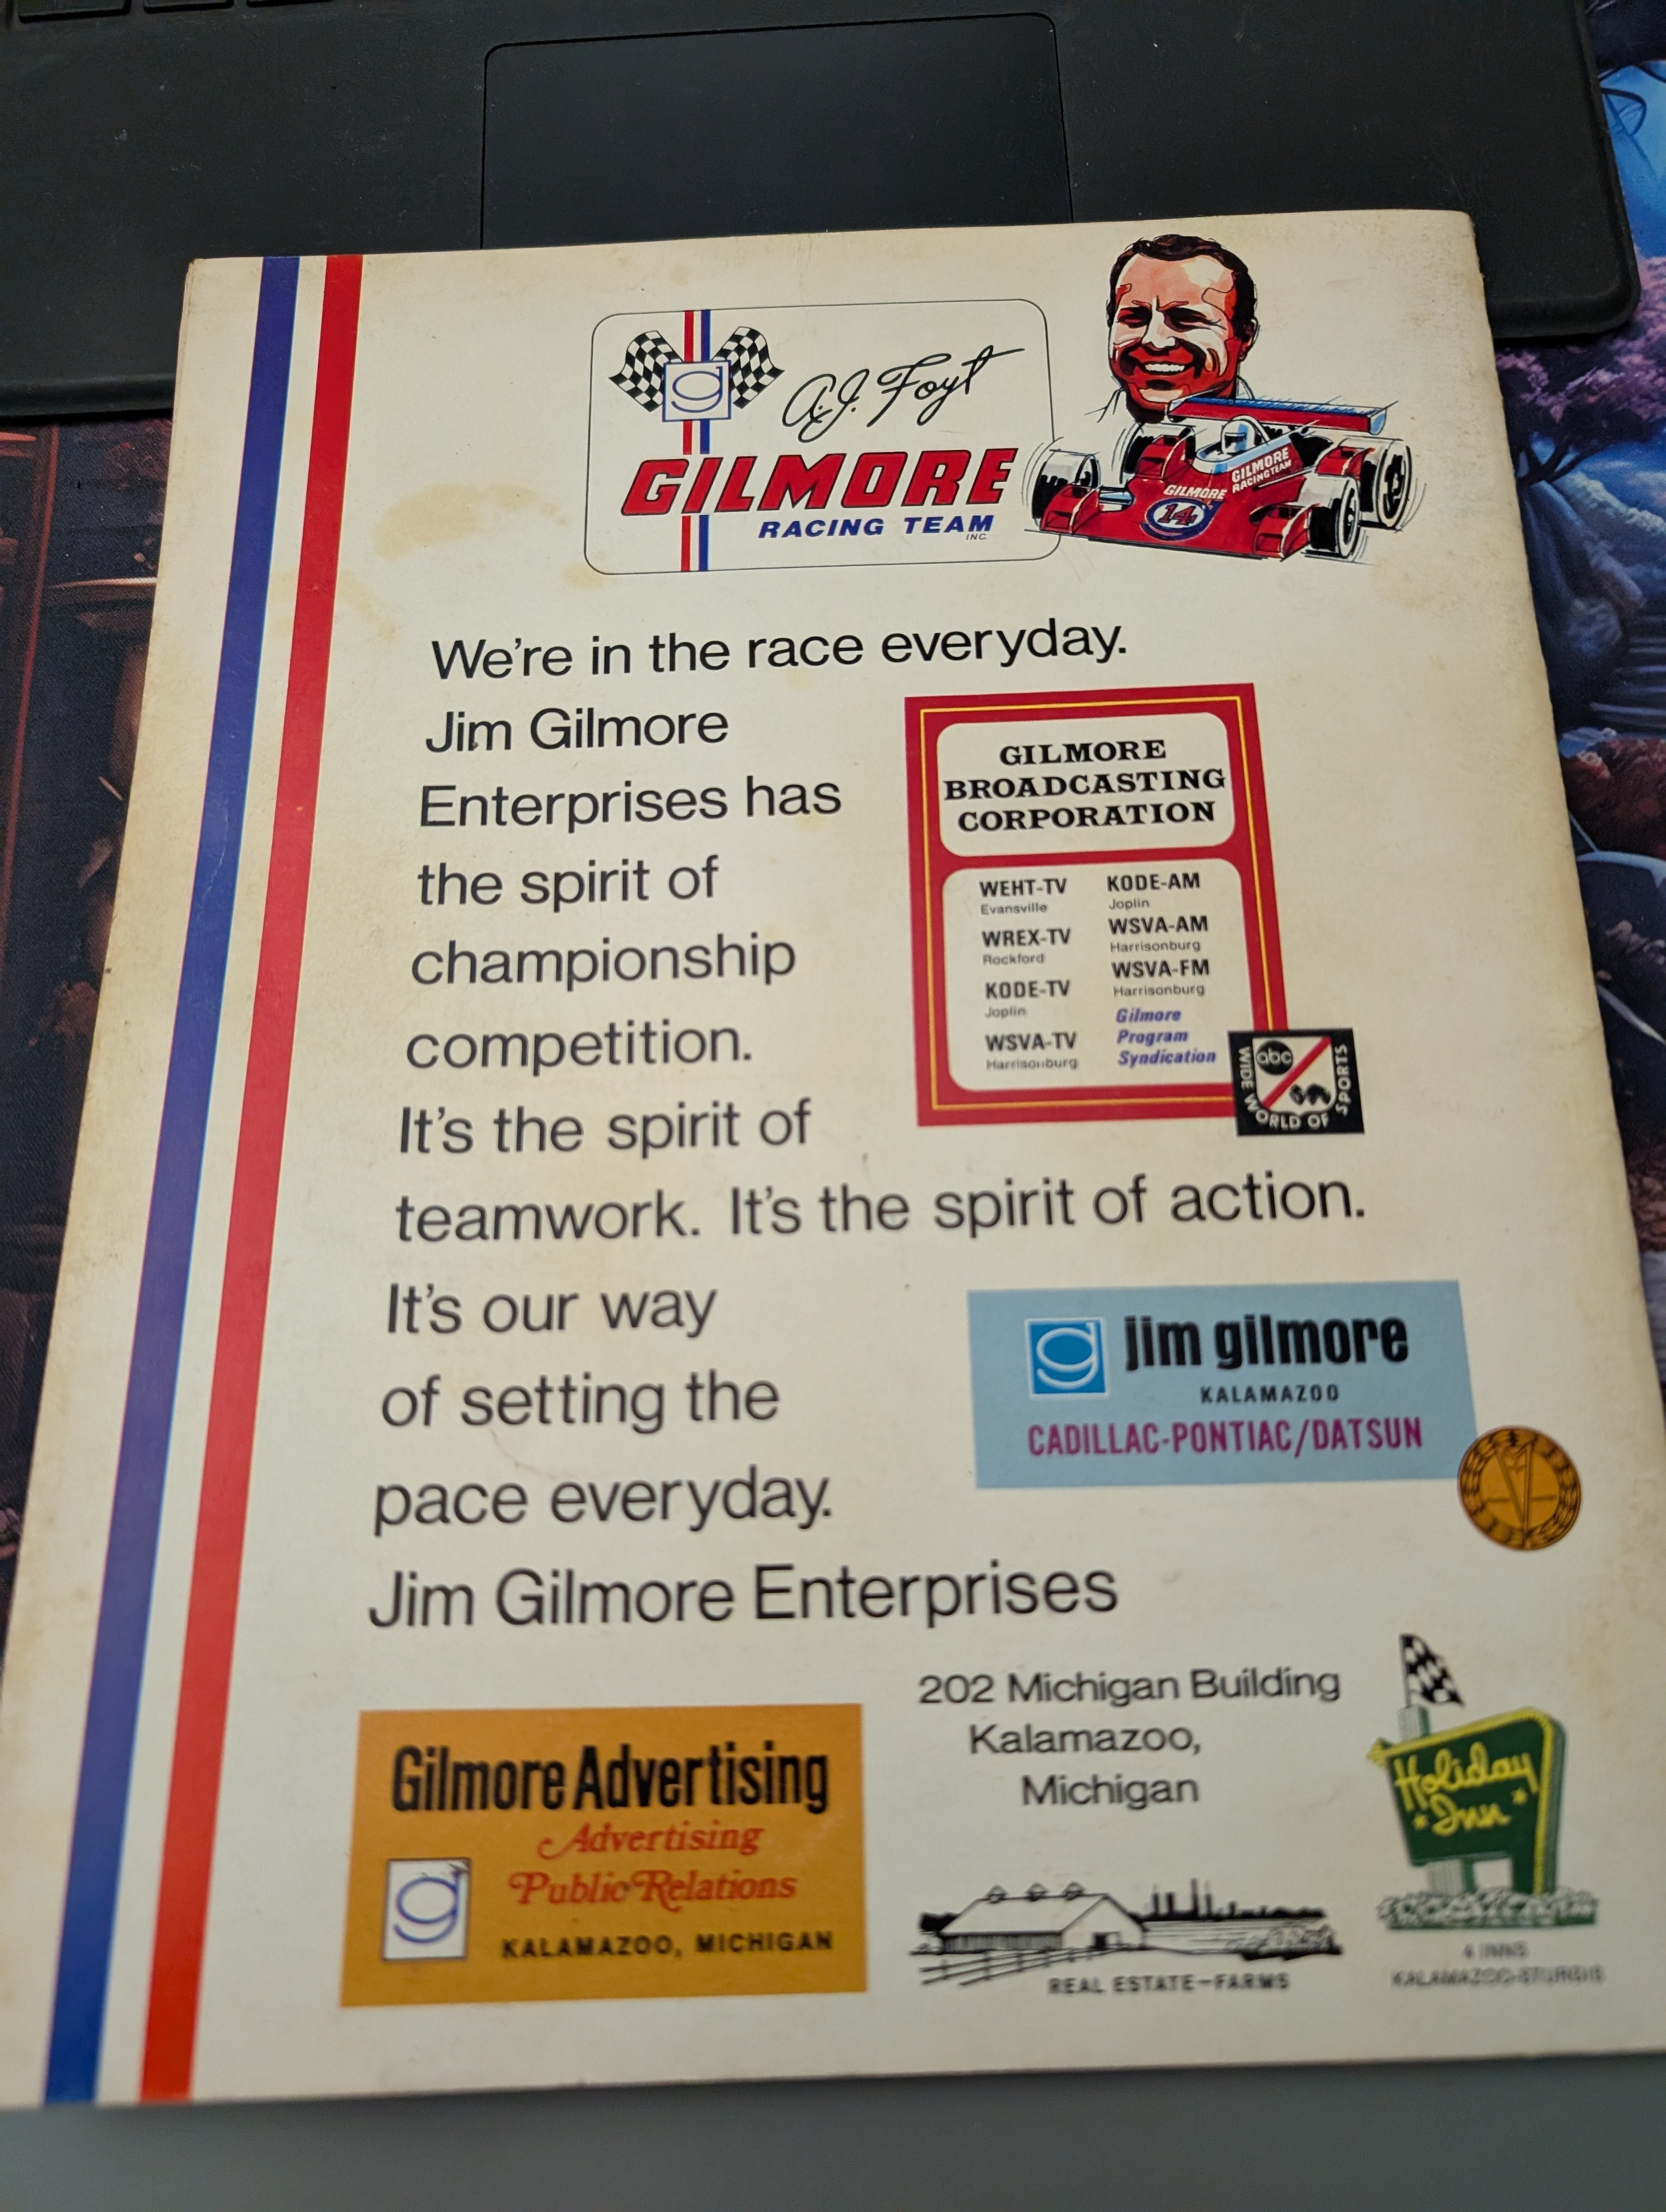 g
A.J. Foyt
GILMORE
RACING TEAM
INC.
GILMORE
RACING TEAM
GILMORE
14
We're in the race everyday.
Jim Gilmore
Enterprises has
the spirit of
championship
competition.
It's the spirit of
teamwork. It's the spirit of action.
It's our way
of setting the
pace everyday.
Jim Gilmore Enterprises
GILMORE
BROADCASTING
CORPORATION
WEHT-TV
Evansville
WREX-TV
Rockford
KODE-TV
Joplin
WSVA-TV
Harrisonburg
KODE-AM
Joplin
WSVA-AM
Harrisonburg
WSVA-FM
Harrisonburg
Gilmore
Program
Syndication
abc
WIDE WORLD OF SPORTS
g
jim gilmore
KALAMAZOO
CADILLAC-PONTIAC/DATSUN
202 Michigan Building
Kalamazoo,
Michigan
Gilmore Advertising
Advertising
Public Relations
g
KALAMAZOO, MICHIGAN
REAL ESTATE-FARMS
Holiday
Inn
4 INNS
KALAMAZOO-STURGIS